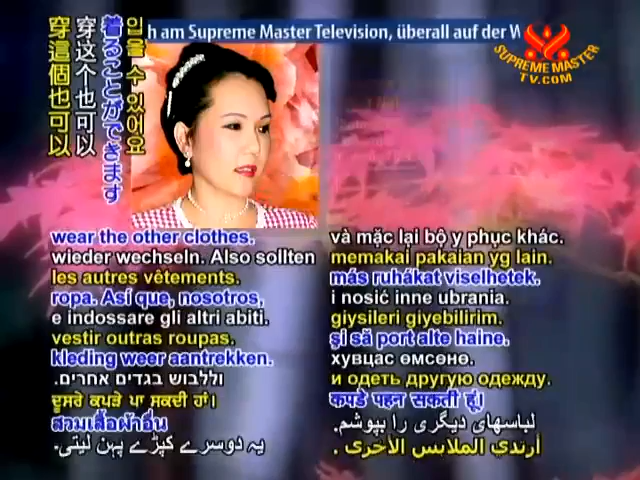 h am Supreme Master Television, überall auf der W
SUPREME MASTER
TV.COM
穿這個也可以
穿这个也可以
着ることができます
입을 수 있어요
wear the other clothes.
wieder wechseln. Also sollten
les autres vêtements.
ropa. Así que, nosotros,
e indossare gli altri abiti.
vestir outras roupas.
kleding weer aantrekken.
וללבוש בגדים אחרים.
ਦੂਸਰੇ ਕਪੜੇ ਪਾ ਸਕਦੀ ਹਾਂ।
สวมเสื้อผ้าอื่น
یہ دوسرے کپڑے پہن لیتی۔
và mặc lại bộ y phục khác.
memakai pakaian yg lain.
más ruhákat viselhetek.
i nosić inne ubrania.
giysileri giyebilirim.
și să port alte haine.
хувцас өмсөнө.
и одеть другую одежду.
कपडे पहन सकती हूं।
لباسهای دیگری را بپوشم.
أرتدي الملابس الأخرى .